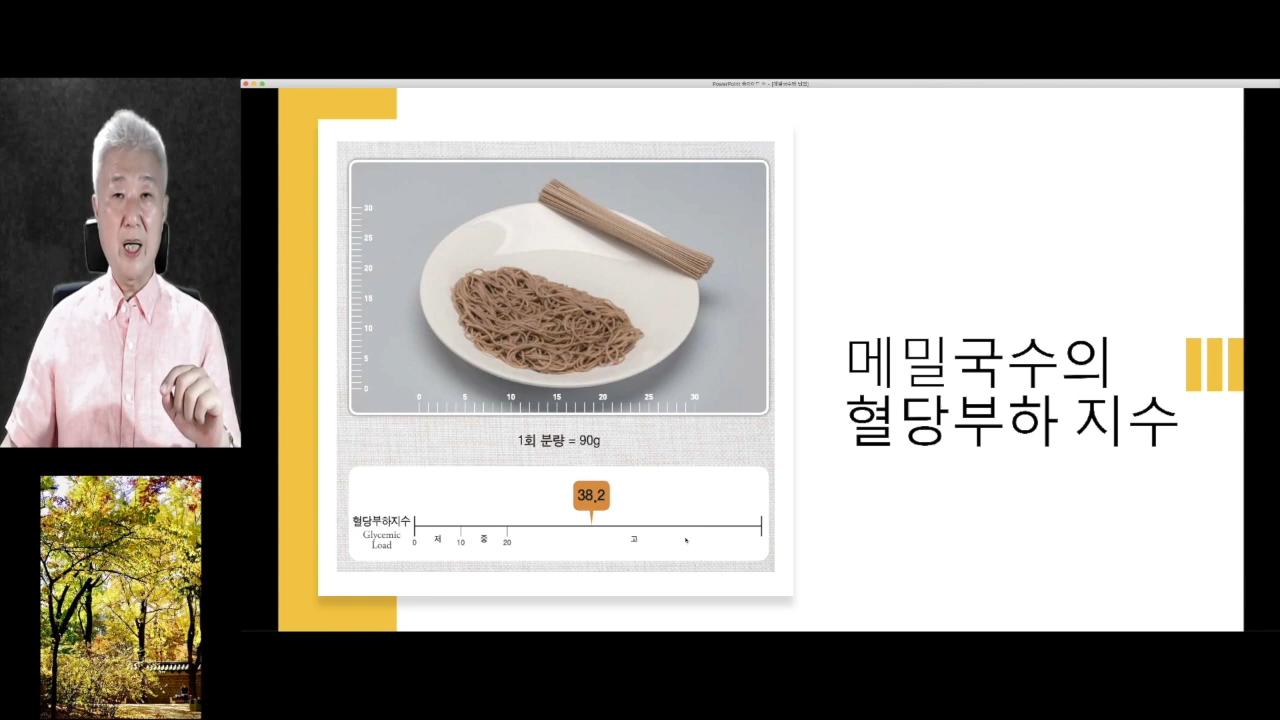 메밀국수의
혈당부하 지수
30
25
20
15
10
5
0
0 5 10 15 20 25 30
1회 분량 = 90g
38.2
혈당부하지수
Glycemic
Load
0 저 10 중 20 고